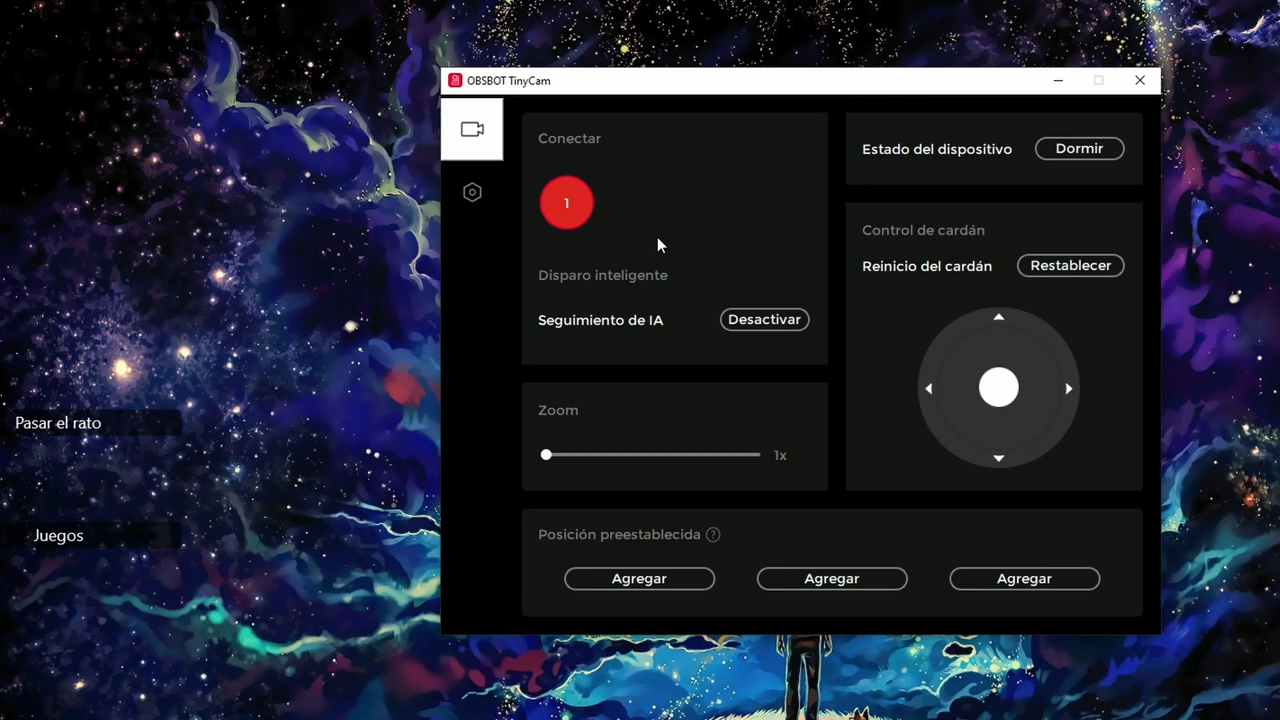 OBSBOT TinyCam
Conectar
1
Disparo inteligente
Seguimiento de IA
Desactivar
Zoom
1x
Estado del dispositivo
Dormir
Control de cardán
Reinicio del cardán
Restablecer
Posición preestablecida ?
Agregar
Agregar
Agregar
Pasar el rato
Juegos